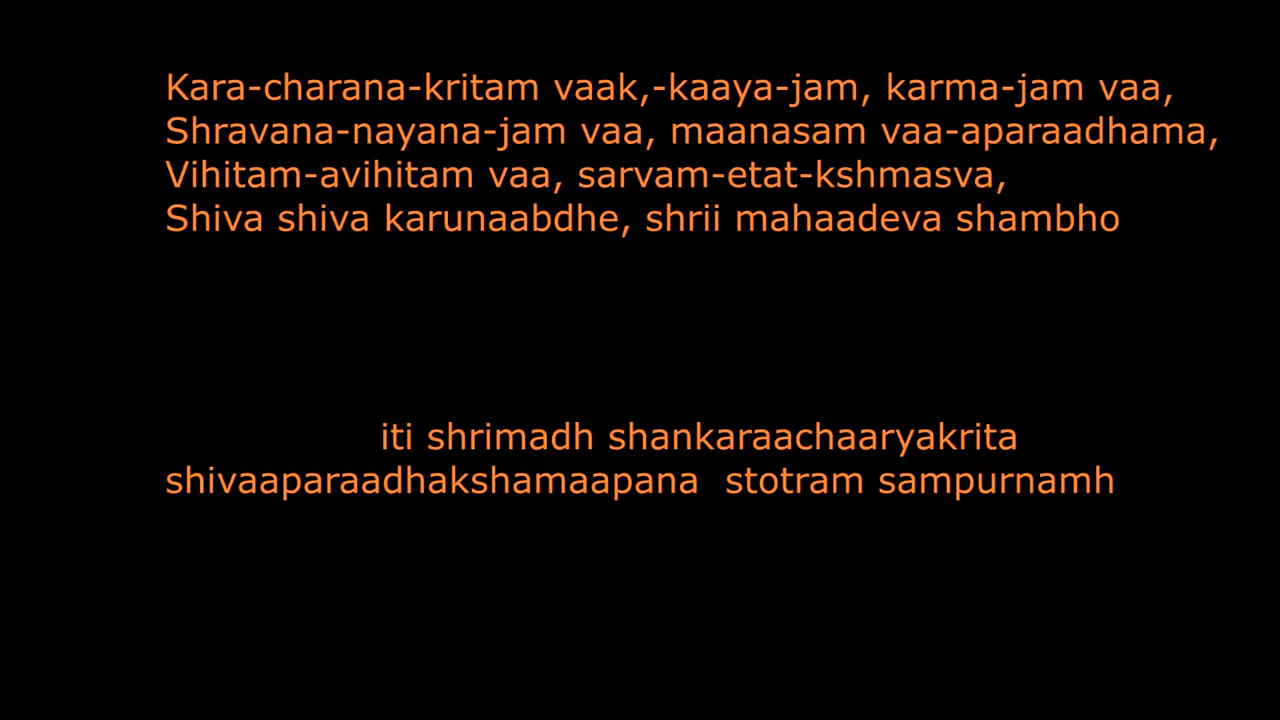 Kara-charana-kritam vaak,-kaaya-jam, karma-jam vaa,
Shravana-nayana-jam vaa, maanasam vaa-aparaadhama,
Vihitam-avihitam vaa, sarvam-etat-kshmasva,
Shiva shiva karunaabdhe, shrii mahaadeva shambho
iti shrimadh shankaraachaaryakrita
shivaaparaadhakshamaapana stotram sampurnamh